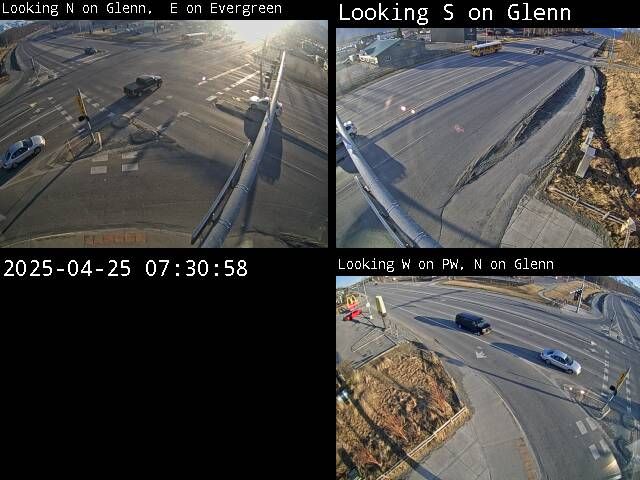 Looking N on Glenn,  E on Evergreen
Looking S on Glenn
2025-04-25 07:30:58
Looking W on PW, N on Glenn